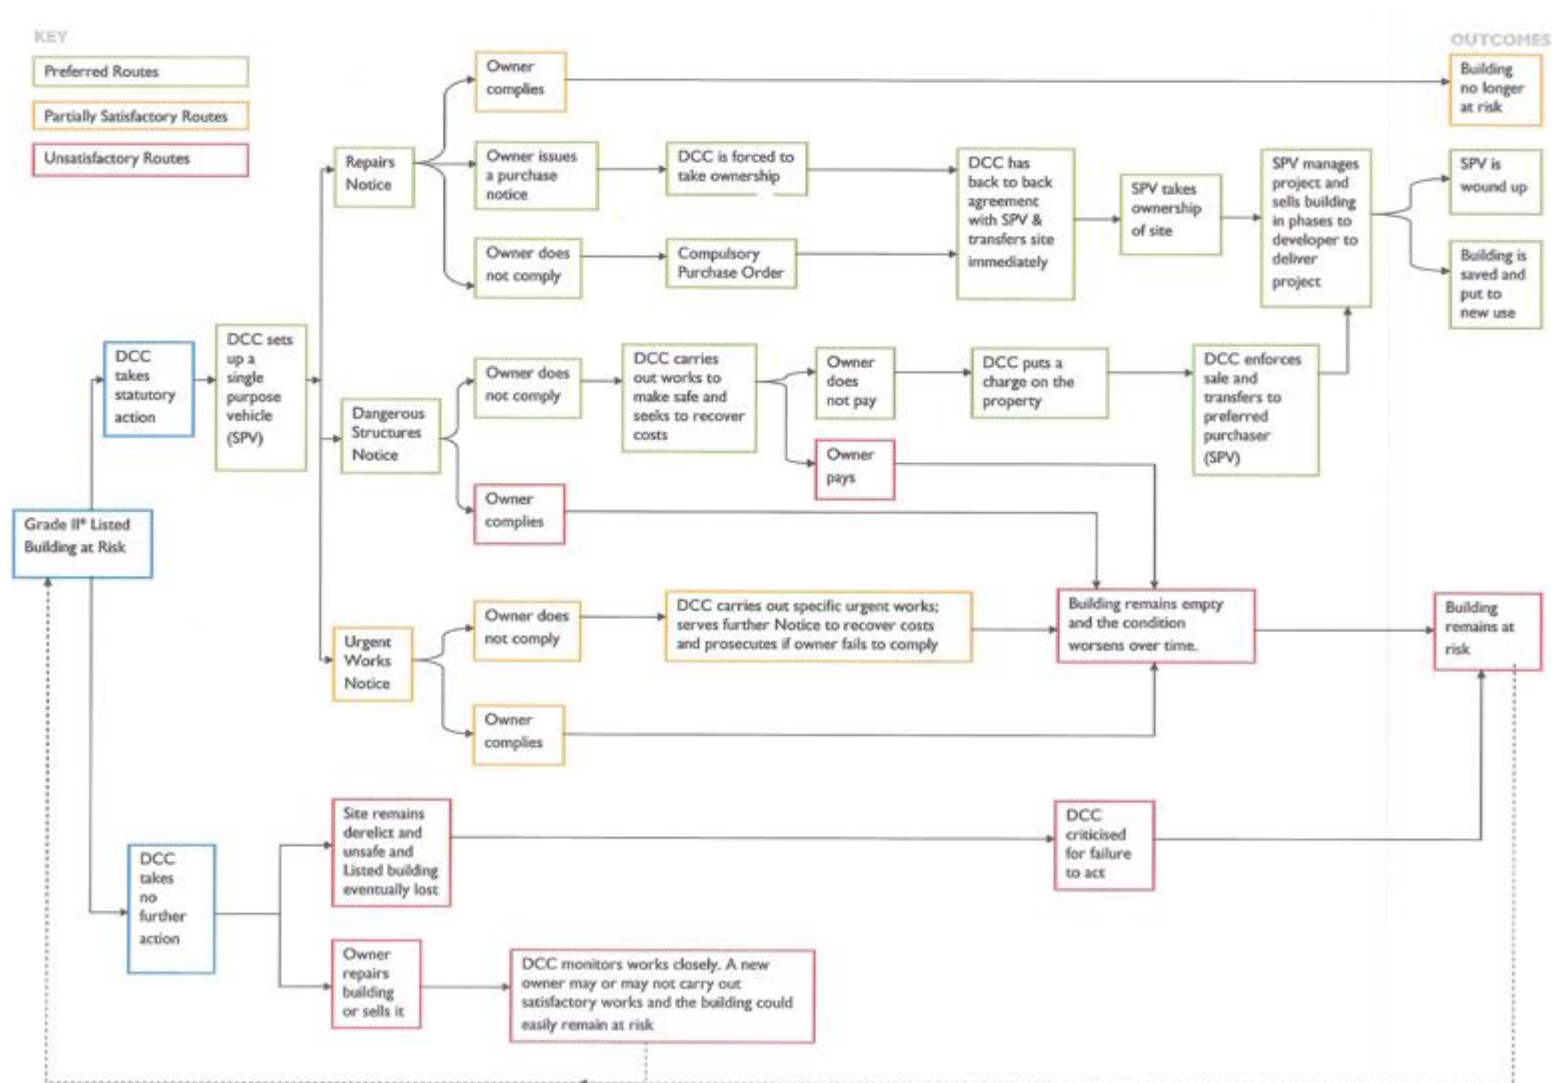 KEY
Preferred Routes
Partially Satisfactory Routes
Unsatisfactory Routes
OUTCOMES
Owner
complies
Building
no longer
at risk
Repairs
Notice
Owner issues
a purchase
notice
DCC is forced to
take ownership
Owner does
not comply
Compulsory
Purchase Order
DCC has
back to back
agreement
with SPV &
transfers site
immediately
SPV takes
ownership
of site
SPV manages
project and
sells building
in phases to
developer to
deliver
project
SPV is
wound up
Building is
saved and
put to
new use
DCC
takes
statutory
action
DCC sets
up a
single
purpose
vehicle
(SPV)
Dangerous
Structures
Notice
Owner does
not comply
DCC carries
out works to
make safe and
seeks to recover
costs
Owner
does
not pay
DCC puts a
charge on the
property
DCC enforces
sale and
transfers to
preferred
purchaser
(SPV)
Owner
pays
Owner
complies
Grade II* Listed
Building at Risk
Urgent
Works
Notice
Owner does
not comply
DCC carries out specific urgent works;
serves further Notice to recover costs
and prosecutes if owner fails to comply
Building remains empty
and the condition
worsens over time.
Building
remains at
risk
Owner
complies
DCC
takes
no
further
action
Site remains
derelict and
unsafe and
Listed building
eventually lost
DCC
criticised
for failure
to act
Owner
repairs
building
or sells it
DCC monitors works closely. A new
owner may or may not carry out
satisfactory works and the building could
easily remain at risk